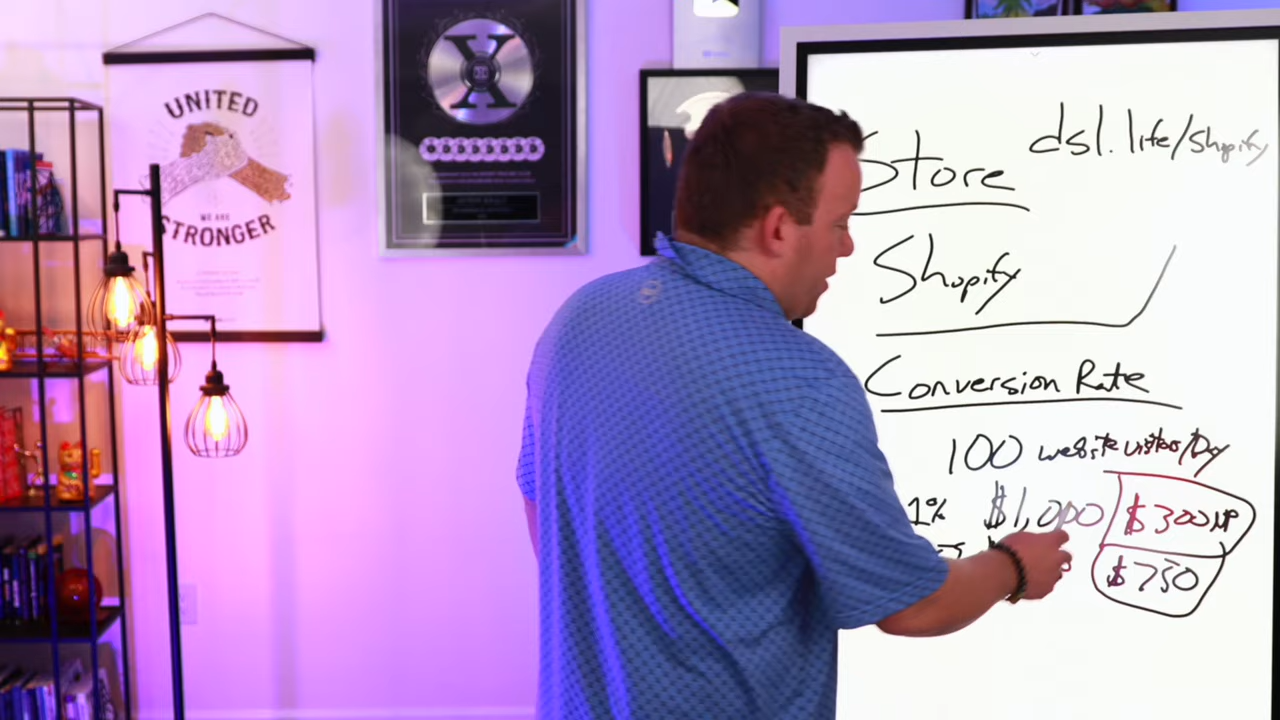 UNITED
WE ARE
STRONGER
X
Store dsl.life/shopify
Shopify
Conversion Rate
100 website visitors/Day
1% $1,000 $300 NP
$750